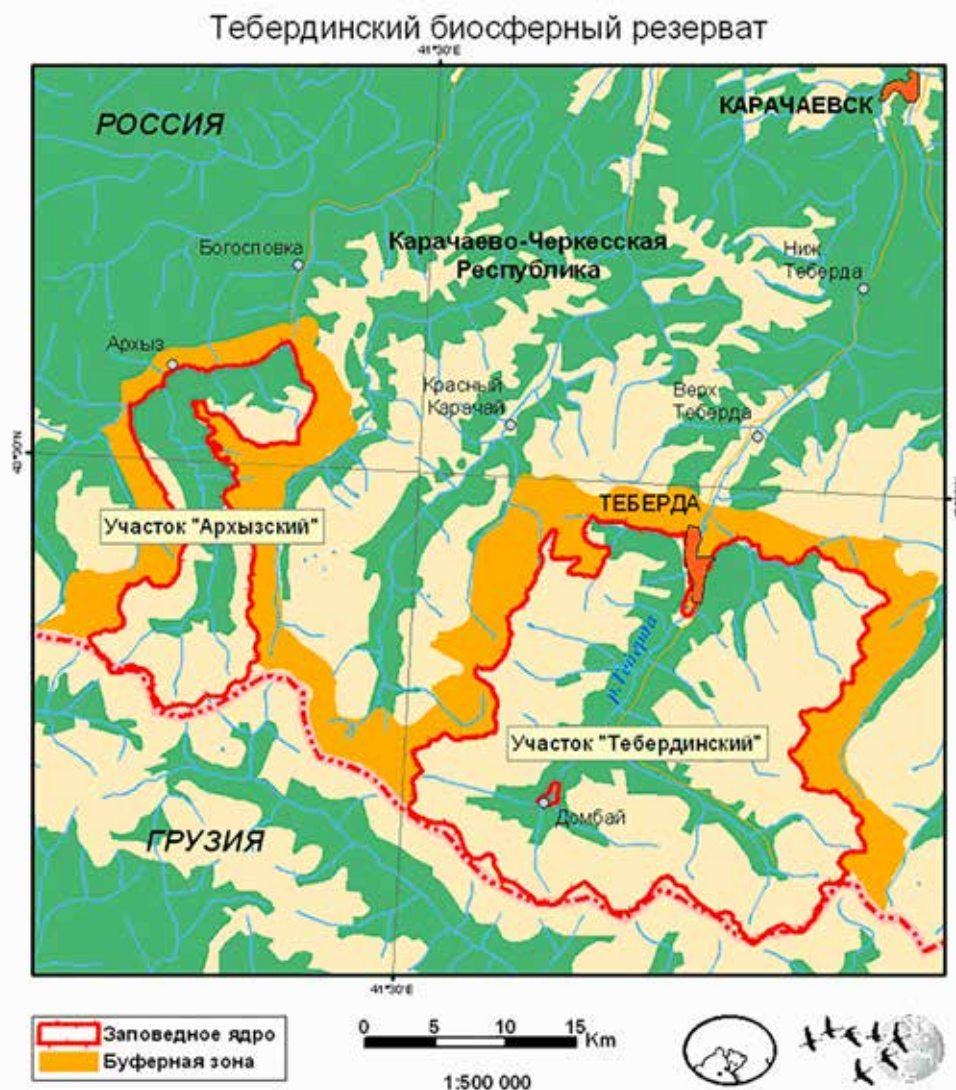 Тебердинский биосферный резерват
41°30'E
РОССИЯ
КАРАЧАЕВСК
Богословка
Карачаево-Черкесская
Республика
Ниж.
Теберда
Архыз
Красный
Карачай
Верх.
Теберда
43°30'N
ТЕБЕРДА
Участок "Архызский"
р.Теберда
Участок "Тебердинский"
Домбай
ГРУЗИЯ
41°30'E
Заповедное ядро
Буферная зона
0 5 10 15 Km
1:500 000